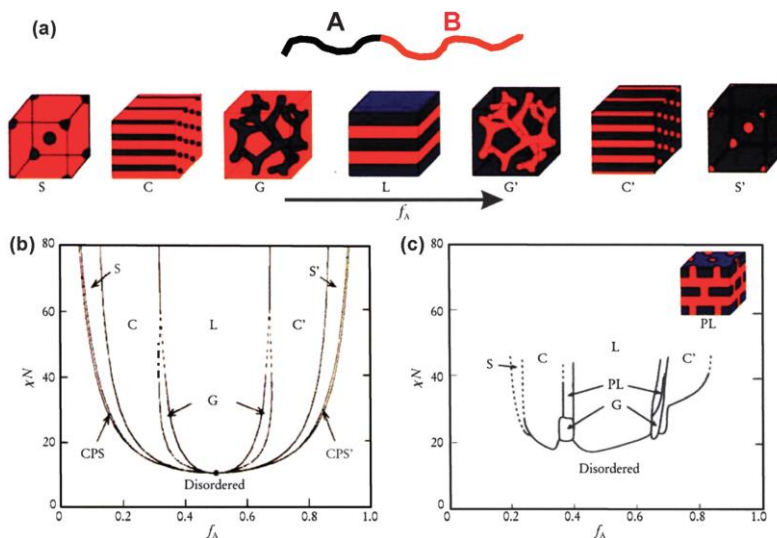 (a)
A B
S C G L G' C' S'
fA
(b)
80
60
40
20
0
χN
S S'
C L C'
G
CPS CPS'
Disordered
0 0.2 0.4 0.6 0.8 1.0
fA
(c)
80
60
40
20
0
χN
PL
L
S C C'
PL
G
Disordered
0 0.2 0.4 0.6 0.8 1.0
fA